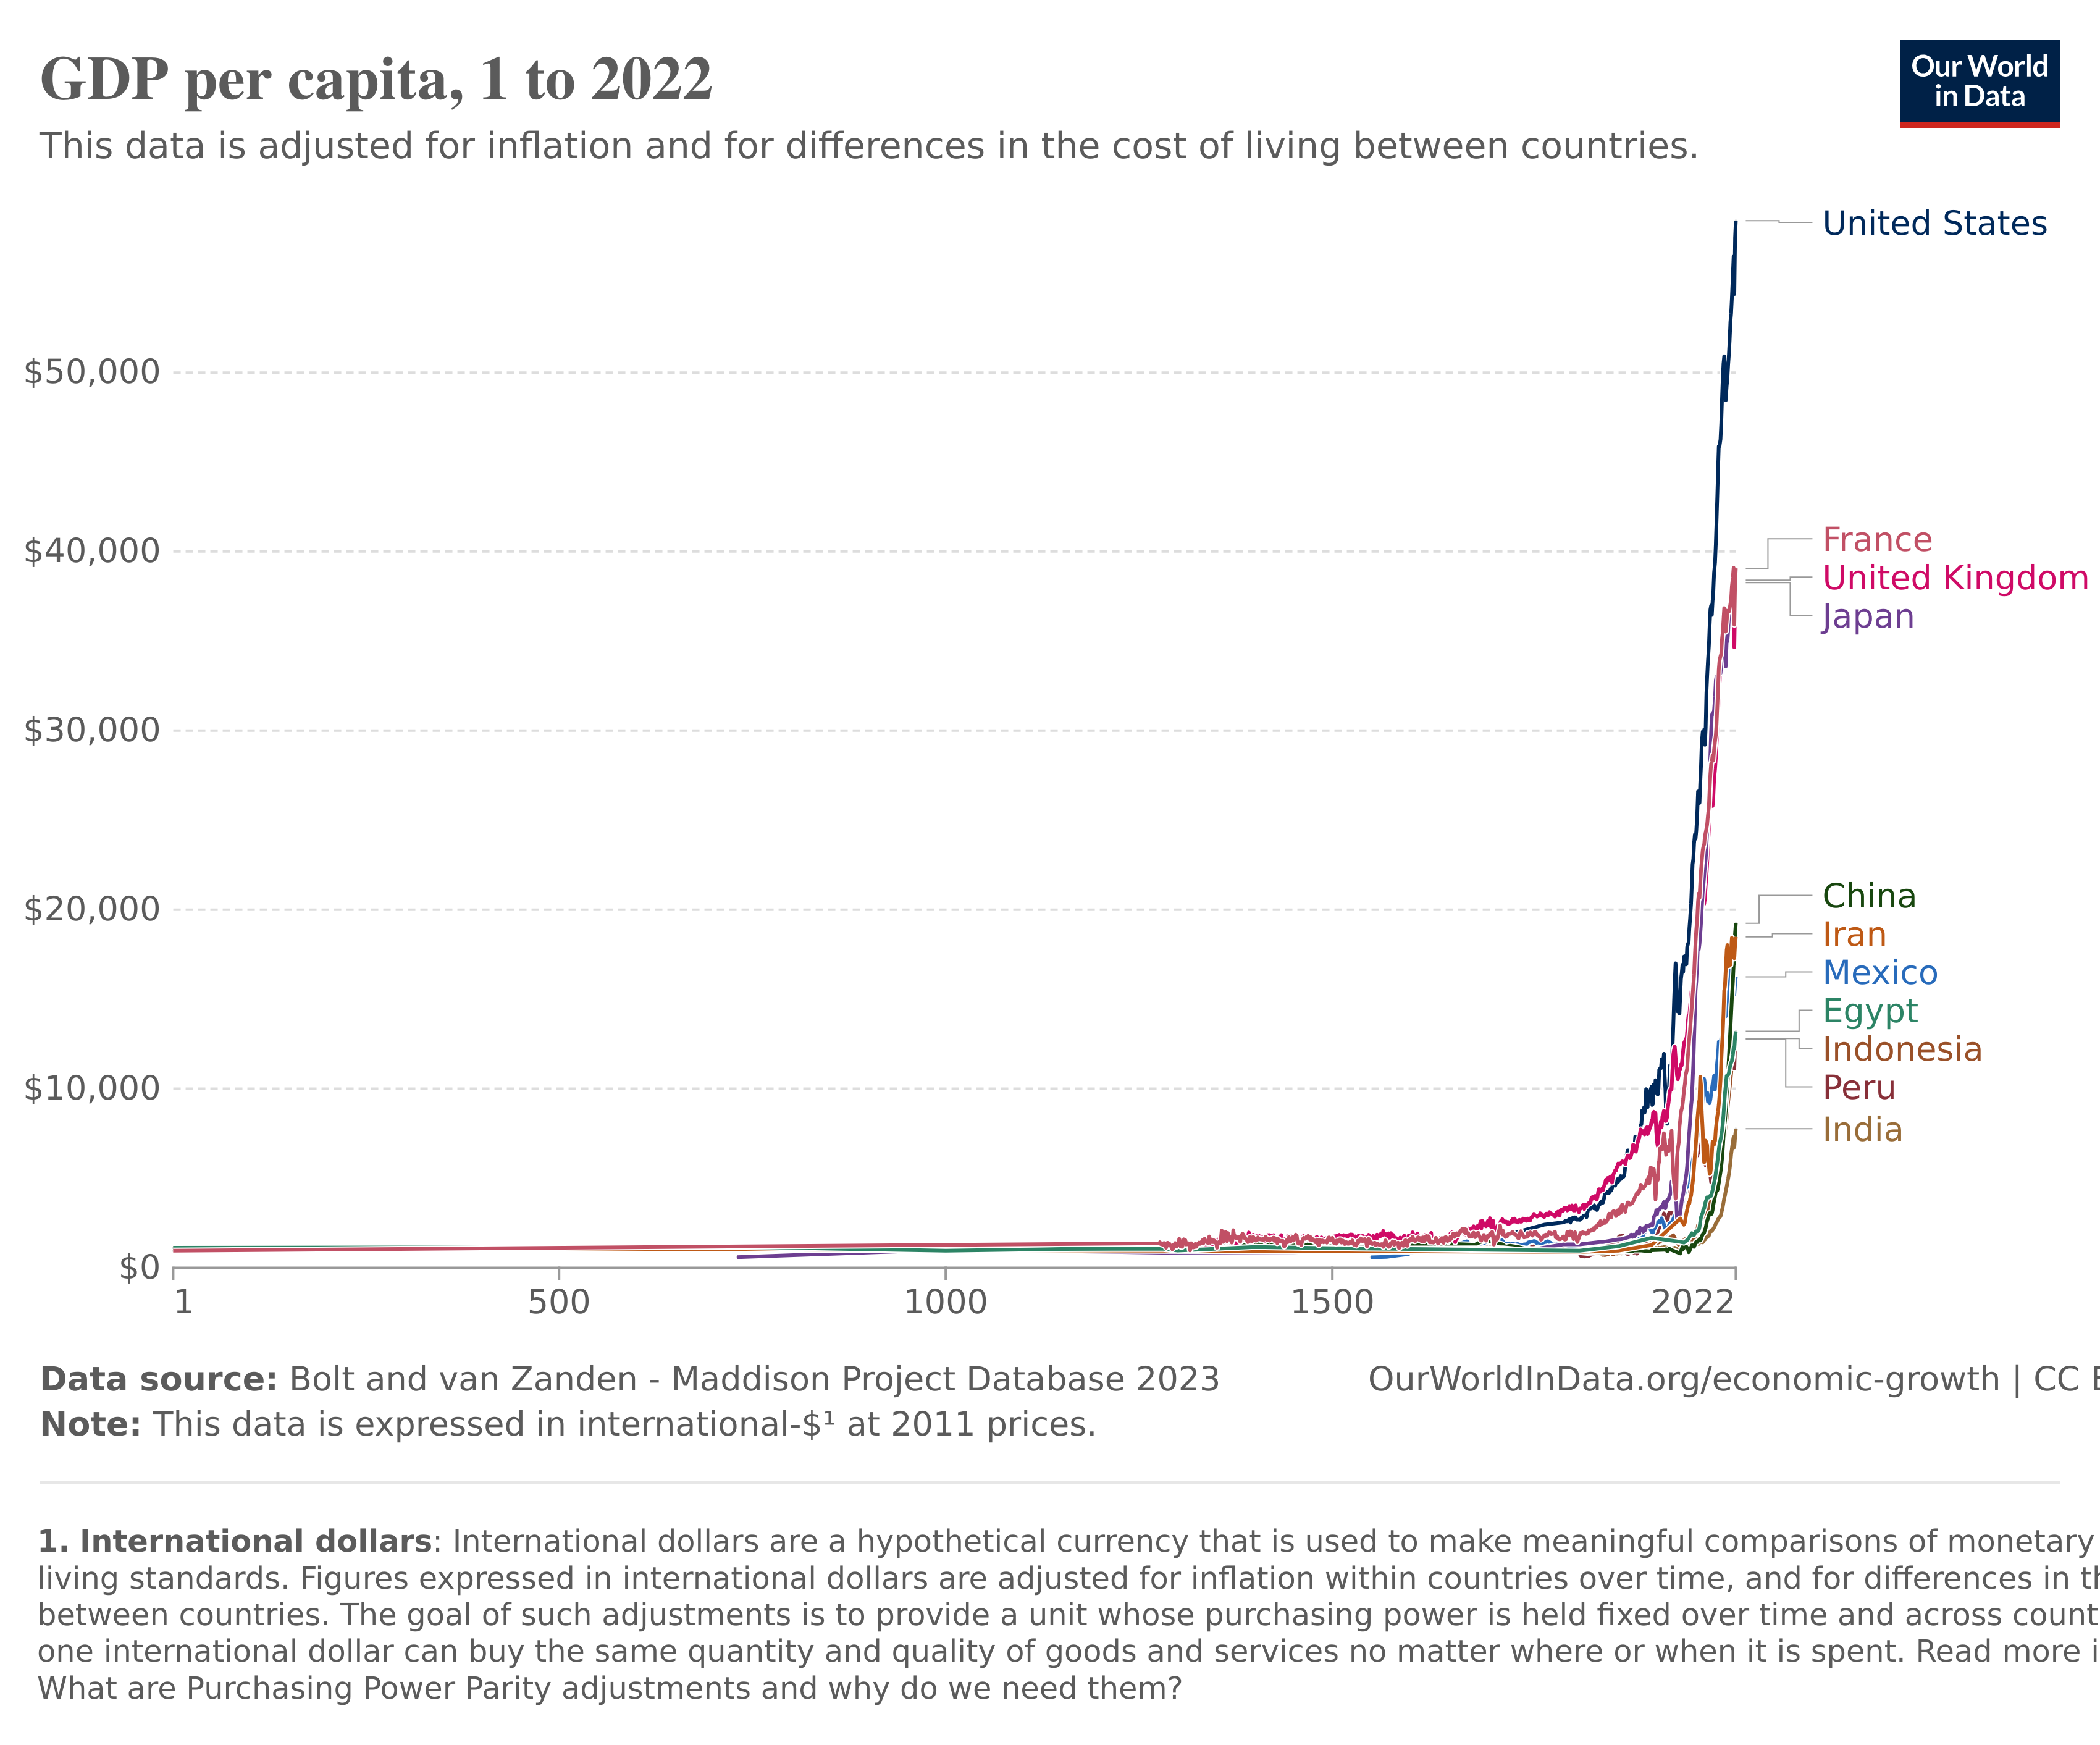 GDP per capita, 1 to 2022
This data is adjusted for inflation and for differences in the cost of living between countries.
Our World
in Data
United States
$50,000
$40,000
France
United Kingdom
Japan
$30,000
$20,000
China
Iran
Mexico
Egypt
Indonesia
$10,000
Peru
India
$0
1
500
1000
1500
2022
Data source: Bolt and van Zanden - Maddison Project Database 2023
OurWorldInData.org/economic-growth | CC
Note: This data is expressed in international-$¹ at 2011 prices.
1. International dollars: International dollars are a hypothetical currency that is used to make meaningful comparisons of monetary
living standards. Figures expressed in international dollars are adjusted for inflation within countries over time, and for differences in
between countries. The goal of such adjustments is to provide a unit whose purchasing power is held fixed over time and across
one international dollar can buy the same quantity and quality of goods and services no matter where or when it is spent. Read more
What are Purchasing Power Parity adjustments and why do we need them?